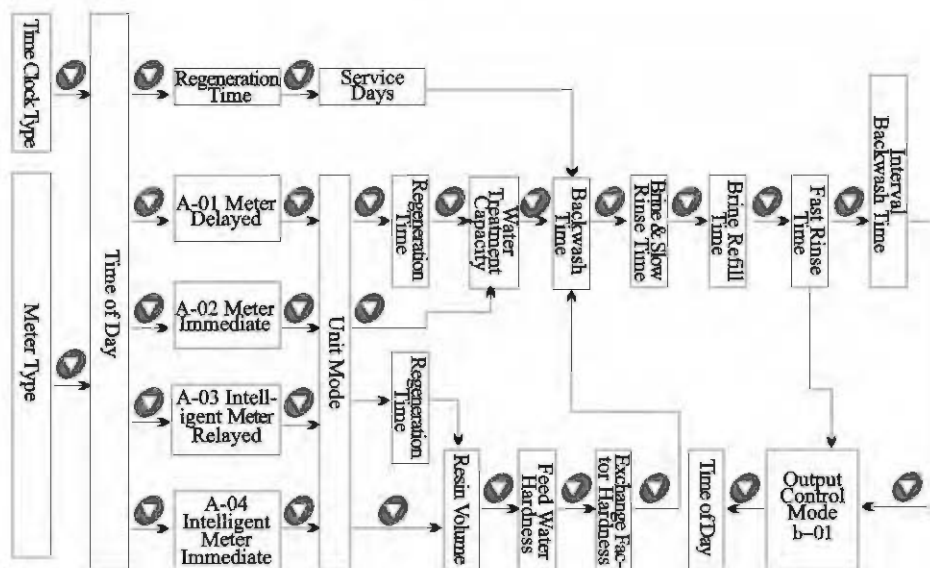 Time Clock Type
Time of Day
Regeneration
Time
Service
Days
Interval
Backwash Time
Meter Type
A-01 Meter
Delayed
A-02 Meter
Immediate
A-03 Intell-
igent Meter
Relayed
A-04
Intelligent
Meter
Immediate
Unit Mode
Regeneration
Time
Water
Treatment
Capacity
Backwash
Time
Brine & Slow
Rinse Time
Brine Refill
Time
Fast Rinse
Time
Regeneration
Time
Resin Volume
Feed Water
Hardness
Exchange Fac-
tor Hardness
Time of Day
Output
Control
Mode
b-01